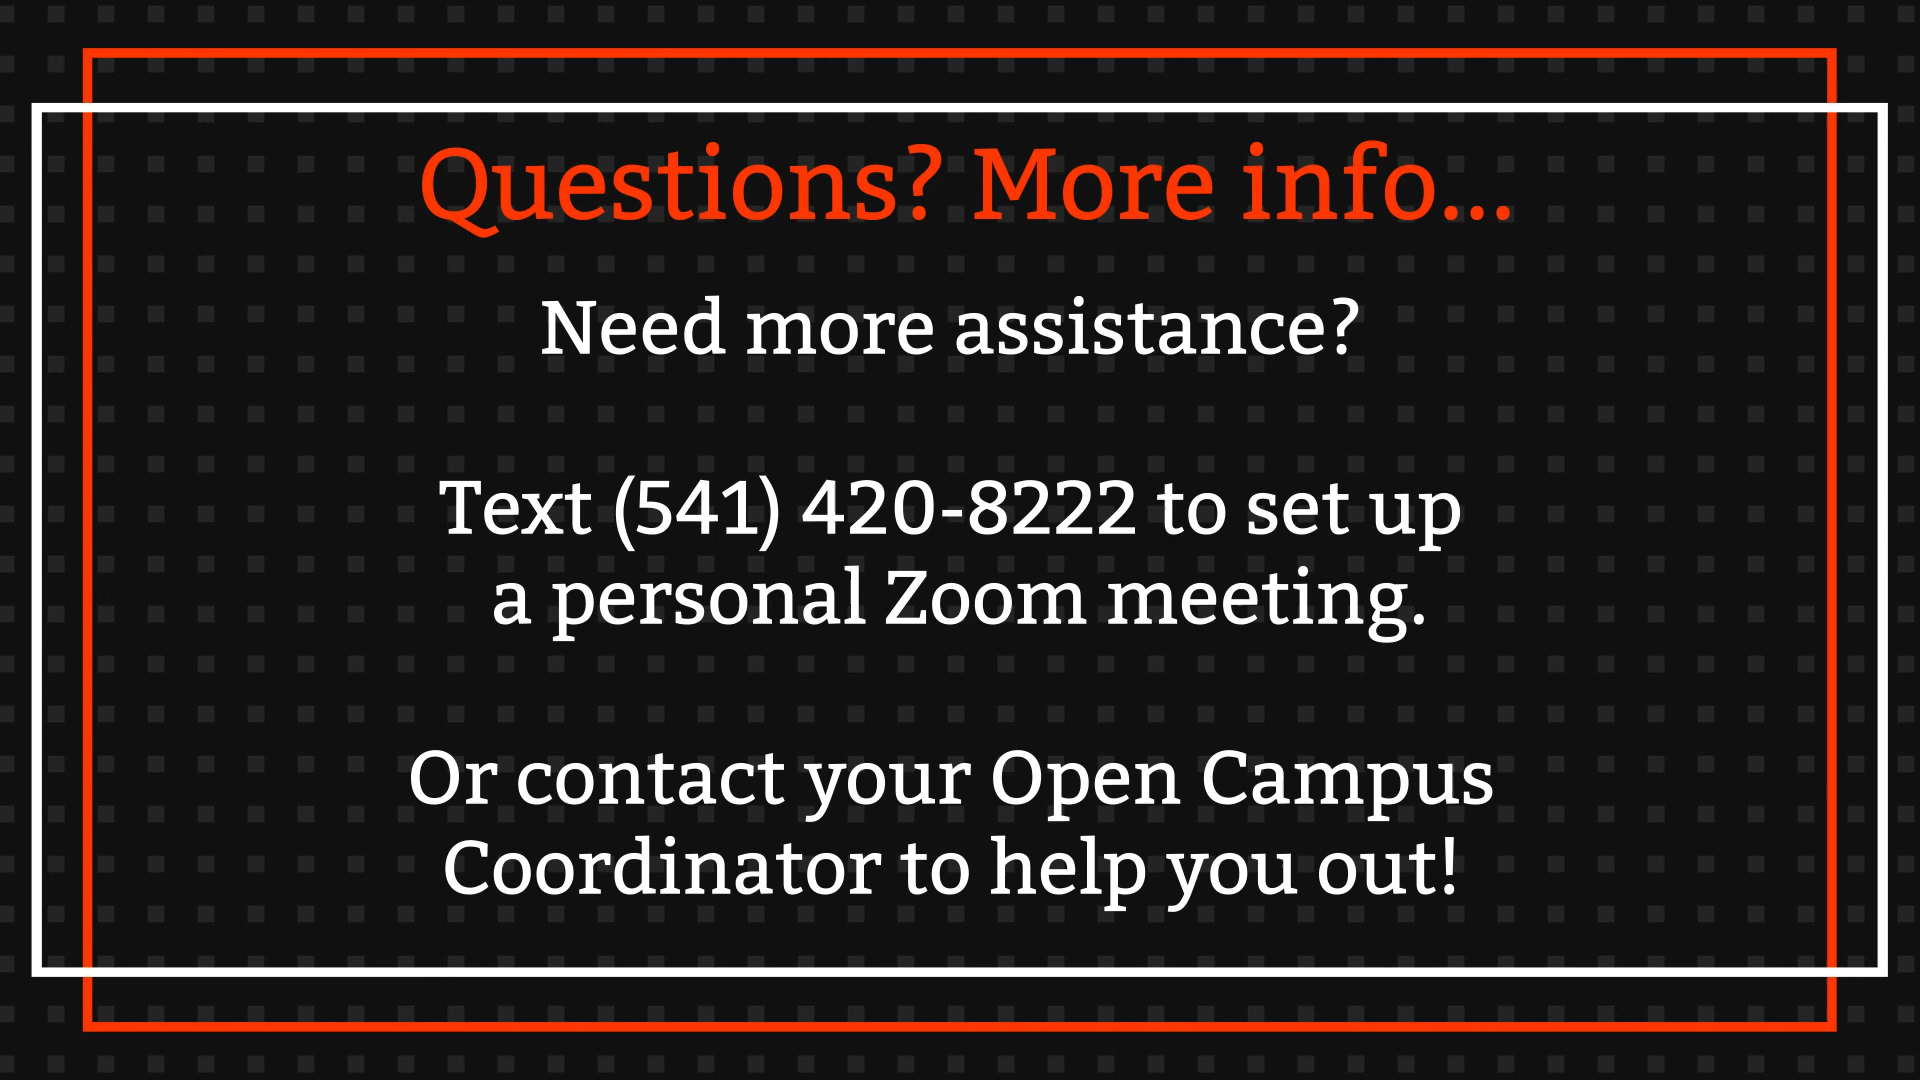 Questions? More info...
Need more assistance?
Text (541) 420-8222 to set up
a personal Zoom meeting.
Or contact your Open Campus
Coordinator to help you out!